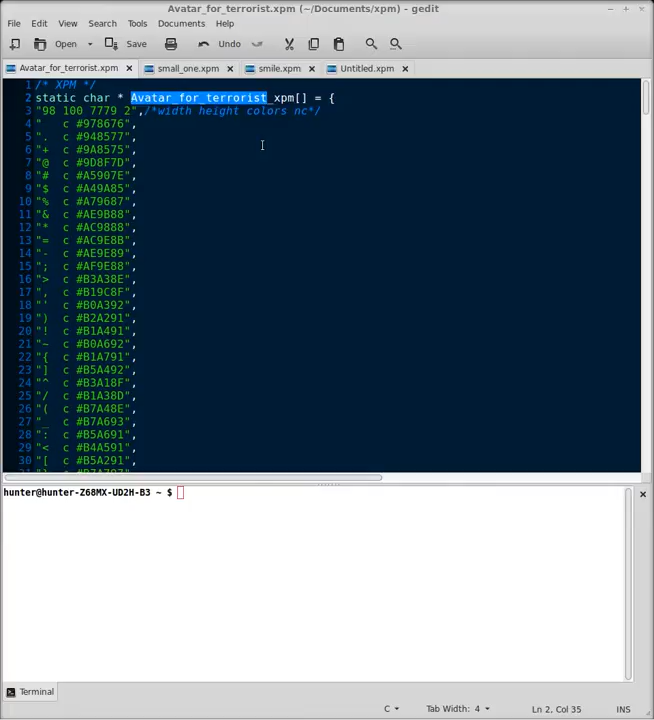 Avatar_for_terrorist.xpm (~/Documents/xpm) – gedit
File Edit View Search Tools Documents Help
Open Save Undo
Avatar_for_terrorist.xpm small_one.xpm smile.xpm Untitled.xpm
1 /* XPM */
2 static char * Avatar_for_terrorist_xpm[] = {
3 "98 100 7779 2",/*width height colors nc*/
4 "   c #978676",
5 ".  c #948577",
6 "+  c #9A8575",
7 "@  c #9D8F7D",
8 "#  c #A5907E",
9 "$  c #A49A85",
10 "%  c #A79687",
11 "&  c #AE9B88",
12 "*  c #AC9888",
13 "=  c #AC9E8B",
14 "-  c #AE9E89",
15 ";  c #AF9E88",
16 ">  c #B3A38E",
17 ",  c #B19C8F",
18 "'  c #B0A392",
19 ")  c #B2A291",
20 "!  c #B1A491",
21 "~  c #B0A692",
22 "{  c #B1A791",
23 "]  c #B5A492",
24 "^  c #B3A18F",
25 "/  c #B1A38D",
26 "(  c #B7A48E",
27 "_  c #B7A693",
28 ":  c #B5A691",
29 "<  c #B4A591",
30 "[  c #B5A291",
hunter@hunter-Z68MX-UD2H-B3 ~ $
Terminal
C Tab Width: 4 Ln 2, Col 35 INS